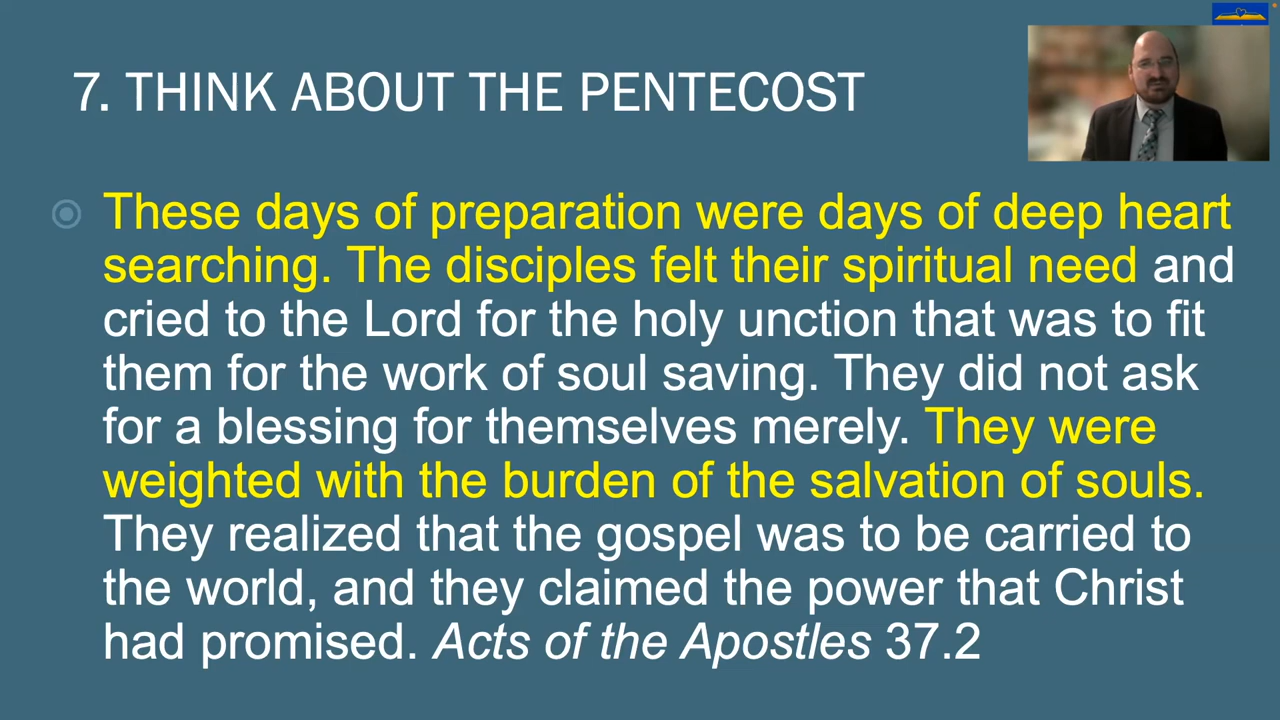 7. THINK ABOUT THE PENTECOST
These days of preparation were days of deep heart
searching. The disciples felt their spiritual need and
cried to the Lord for the holy unction that was to fit
them for the work of soul saving. They did not ask
for a blessing for themselves merely. They were
weighted with the burden of the salvation of souls.
They realized that the gospel was to be carried to
the world, and they claimed the power that Christ
had promised. Acts of the Apostles 37.2